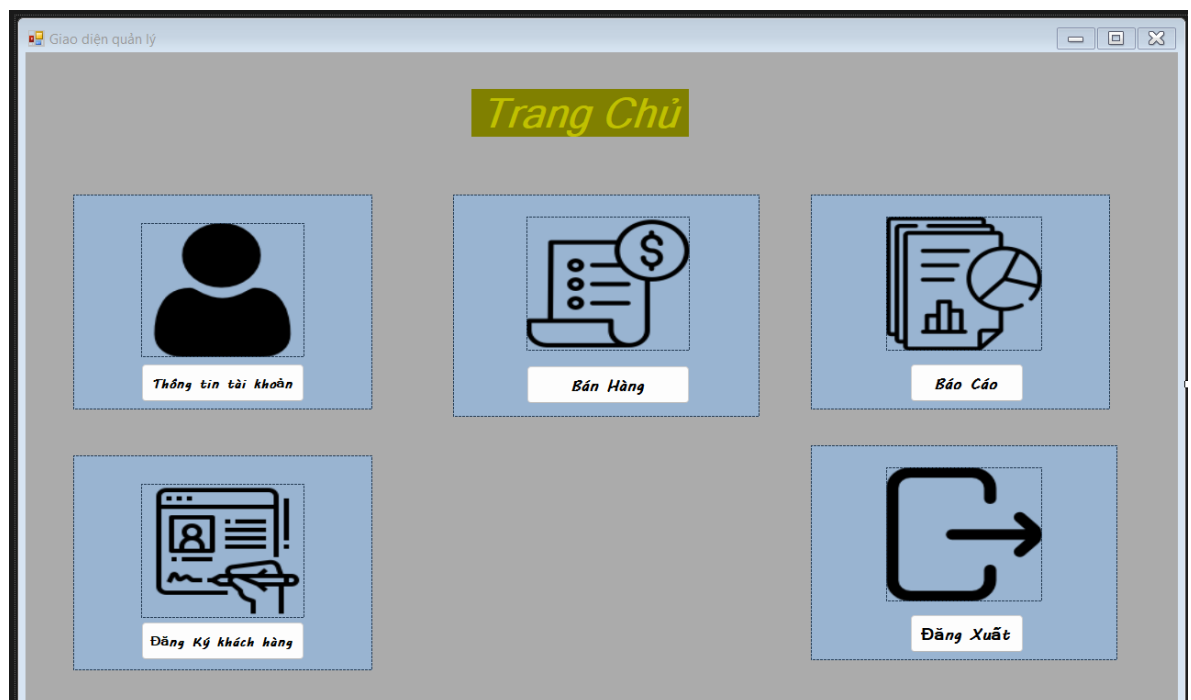 Giao diện quản lý
Trang Chủ
Thông tin tài khoản
Bán Hàng
Báo Cáo
Đăng Ký khách hàng
Đăng Xuất